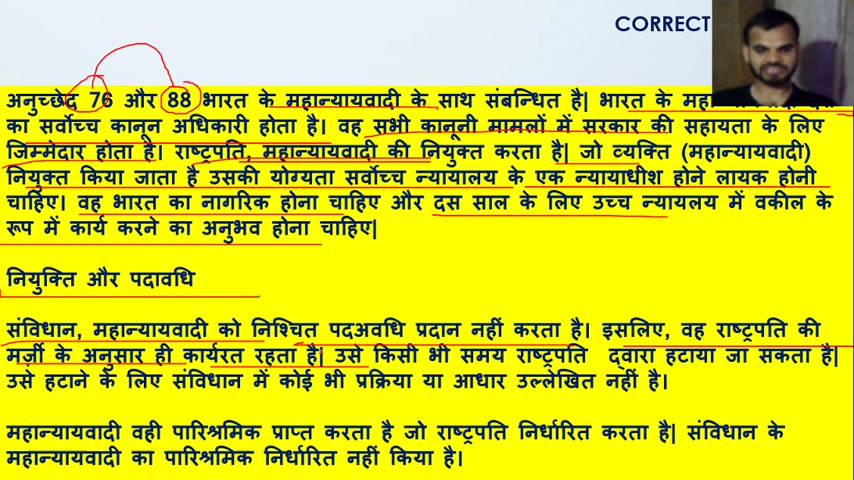 CORRECT
अनुच्छेद 76 और 88 भारत के महान्यायवादी के साथ संबन्धित है| भारत के
का सर्वोच्च कानून अधिकारी होता है। वह सभी कानूनी मामलों में सरकार की सहायता के लिए
जिम्मेदार होता है। राष्ट्रपति, महान्यायवादी की नियुक्त करता है| जो व्यक्ति (महान्यायवादी)
नियुक्त किया जाता है उसकी योग्यता सर्वोच्च न्यायालय के एक न्यायाधीश होने लायक होनी
चाहिए। वह भारत का नागरिक होना चाहिए और दस साल के लिए उच्च न्यायलय में वकील के
रूप में कार्य करने का अनुभव होना चाहिए|
नियुक्ति और पदावधि
संविधान, महान्यायवादी को निश्चित पदअवधि प्रदान नहीं करता है। इसलिए, वह राष्ट्रपति की
मर्ज़ी के अनुसार ही कार्यरत रहता है| उसे किसी भी समय राष्ट्रपति द्वारा हटाया जा सकता है|
उसे हटाने के लिए संविधान में कोई भी प्रक्रिया या आधार उल्लेखित नहीं है।
महान्यायवादी वही पारिश्रमिक प्राप्त करता है जो राष्ट्रपति निर्धारित करता है| संविधान के
महान्यायवादी का पारिश्रमिक निर्धारित नहीं किया है।